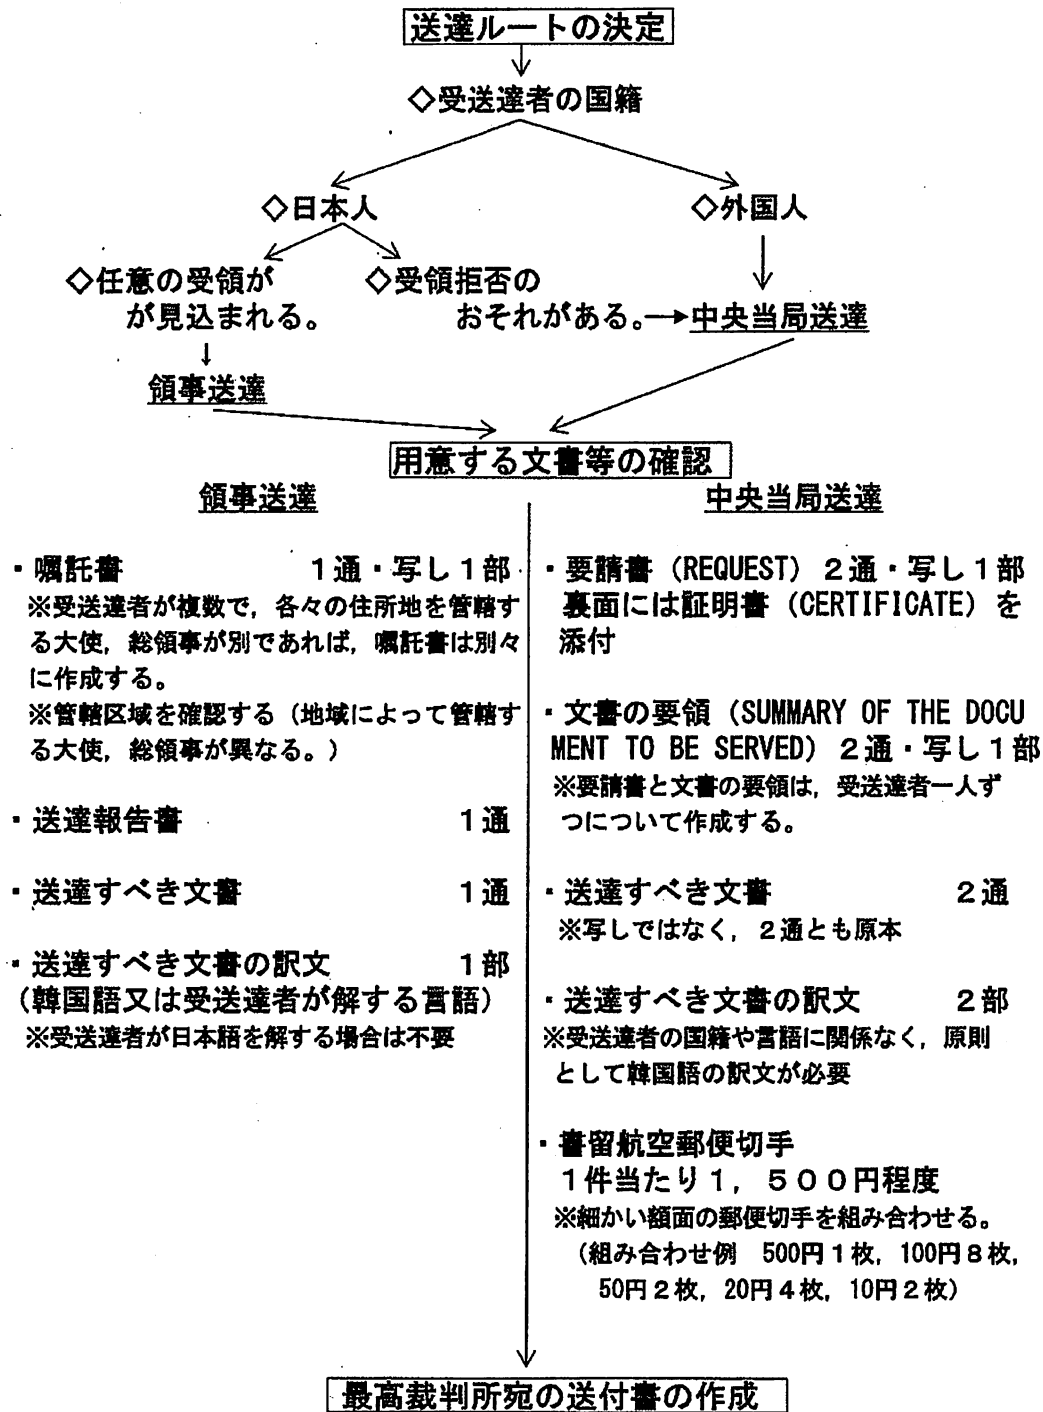 送達ルートの決定
◇受送達者の国籍
◇日本人
◇外国人
◇任意の受領が
が見込まれる。
◇受領拒否の
おそれがある。
中央当局送達
領事送達
用意する文書等の確認
領事送達
・嘱託書 1通・写し1部
※受送達者が複数で，各々の住所地を管轄す
る大使，総領事が別であれば，嘱託書は別々
に作成する。
※管轄区域を確認する（地域によって管轄す
る大使，総領事が異なる。）
・送達報告書 1通
・送達すべき文書 1通
・送達すべき文書の訳文 1部
（韓国語又は受送達者が解する言語）
※受送達者が日本語を解する場合は不要
中央当局送達
・要請書（REQUEST）2通・写し1部
裏面には証明書（CERTIFICATE）を
添付
・文書の要領（SUMMARY OF THE DOCU
MENT TO BE SERVED）2通・写し1部
※要請書と文書の要領は，受送達者一人ず
つについて作成する。
・送達すべき文書 2通
※写しではなく，2通とも原本
・送達すべき文書の訳文 2部
※受送達者の国籍や言語に関係なく，原則
として韓国語の訳文が必要
・書留航空郵便切手
1件当たり1，500円程度
※細かい額面の郵便切手を組み合わせる。
（組み合わせ例 500円1枚，100円8枚，
50円2枚，20円4枚，10円2枚）
最高裁判所宛の送付書の作成